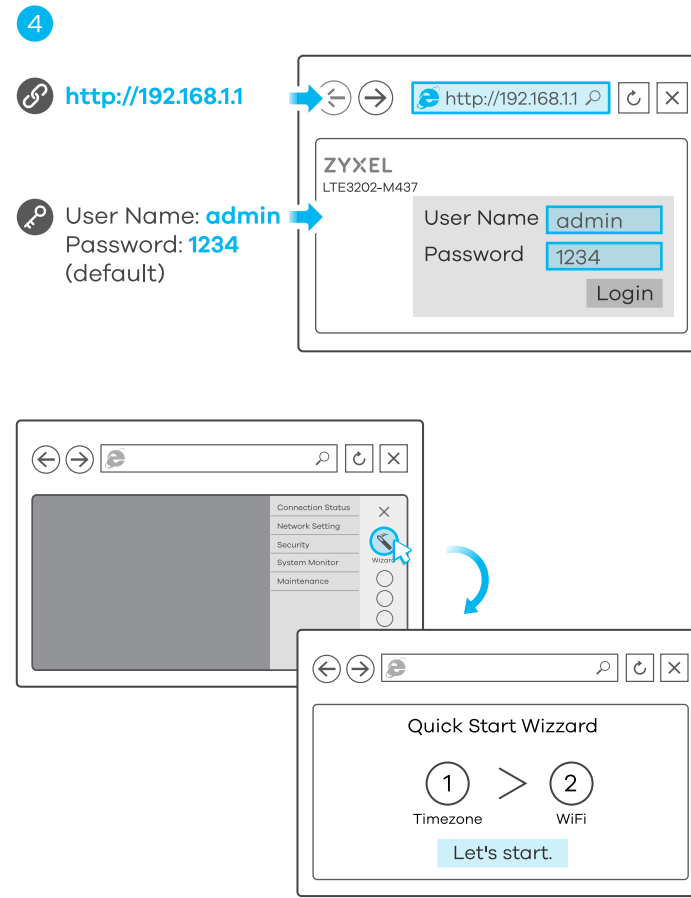 4
http://192.168.1.1
http://192.168.1.1
ZYXEL
LTE3202-M437
User Name: admin
Password: 1234
(default)
User Name admin
Password 1234
Login
Connection Status
Network Setting
Security
System Monitor
Maintenance
Wizard
Quick Start Wizzard
1 > 2
Timezone WiFi
Let's start.